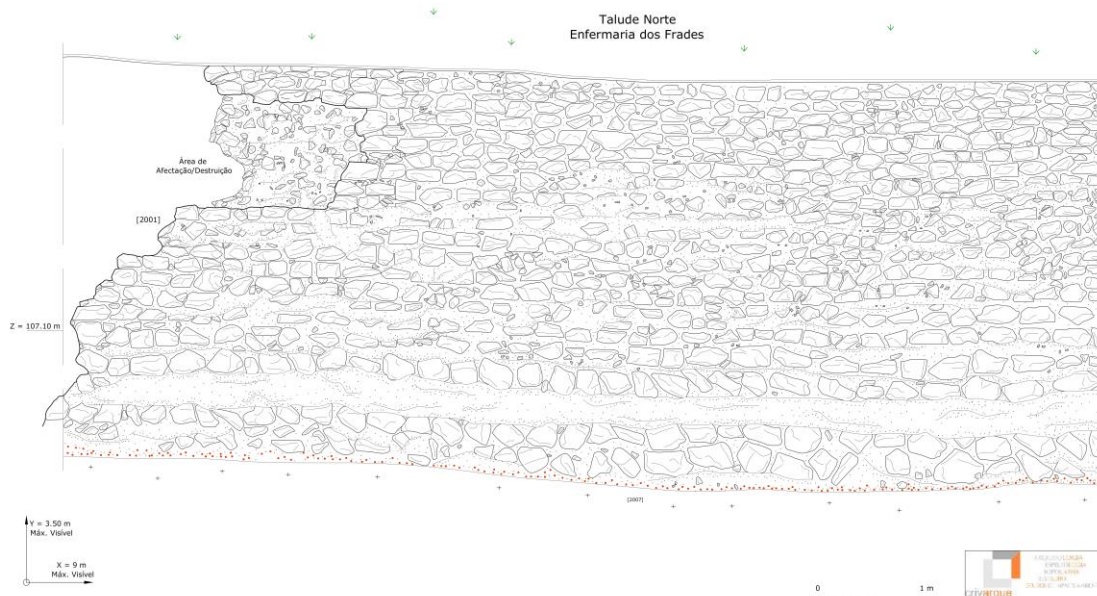 Talude Norte
Enfermaria dos Frades
Área de
Afectação/Destruição
[2001]
Z = 107.10 m
[2007]
Y = 3.50 m
Máx. Visível
X = 9 m
Máx. Visível
0 1 m